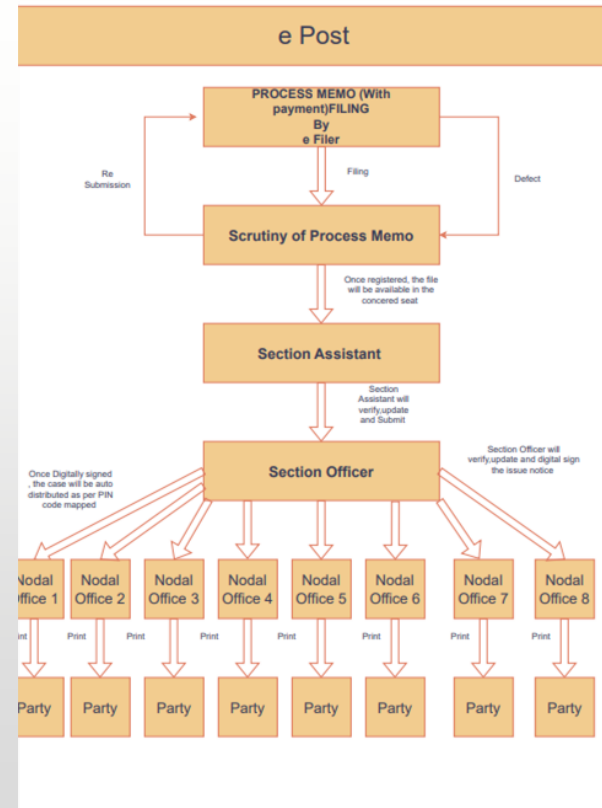 e Post
PROCESS MEMO (With
payment)FILING
By
e Filer
Re
Submission
Filing
Defect
Scrutiny of Process Memo
Once registered, the file
will be available in the
concered seat
Section Assistant
Section
Assistant will
verify,update
and Submit
Section Officer
Section Officer will
verify,update and digital sign
the issue notice
Once Digitally signed
, the case will be auto
distributed as per PIN
code mapped
Nodal
Office 1
Nodal
Office 2
Nodal
Office 3
Nodal
Office 4
Nodal
Office 5
Nodal
Office 6
Nodal
Office 7
Nodal
Office 8
Print
Print
Print
Print
Print
Print
Print
Print
Party
Party
Party
Party
Party
Party
Party
Party